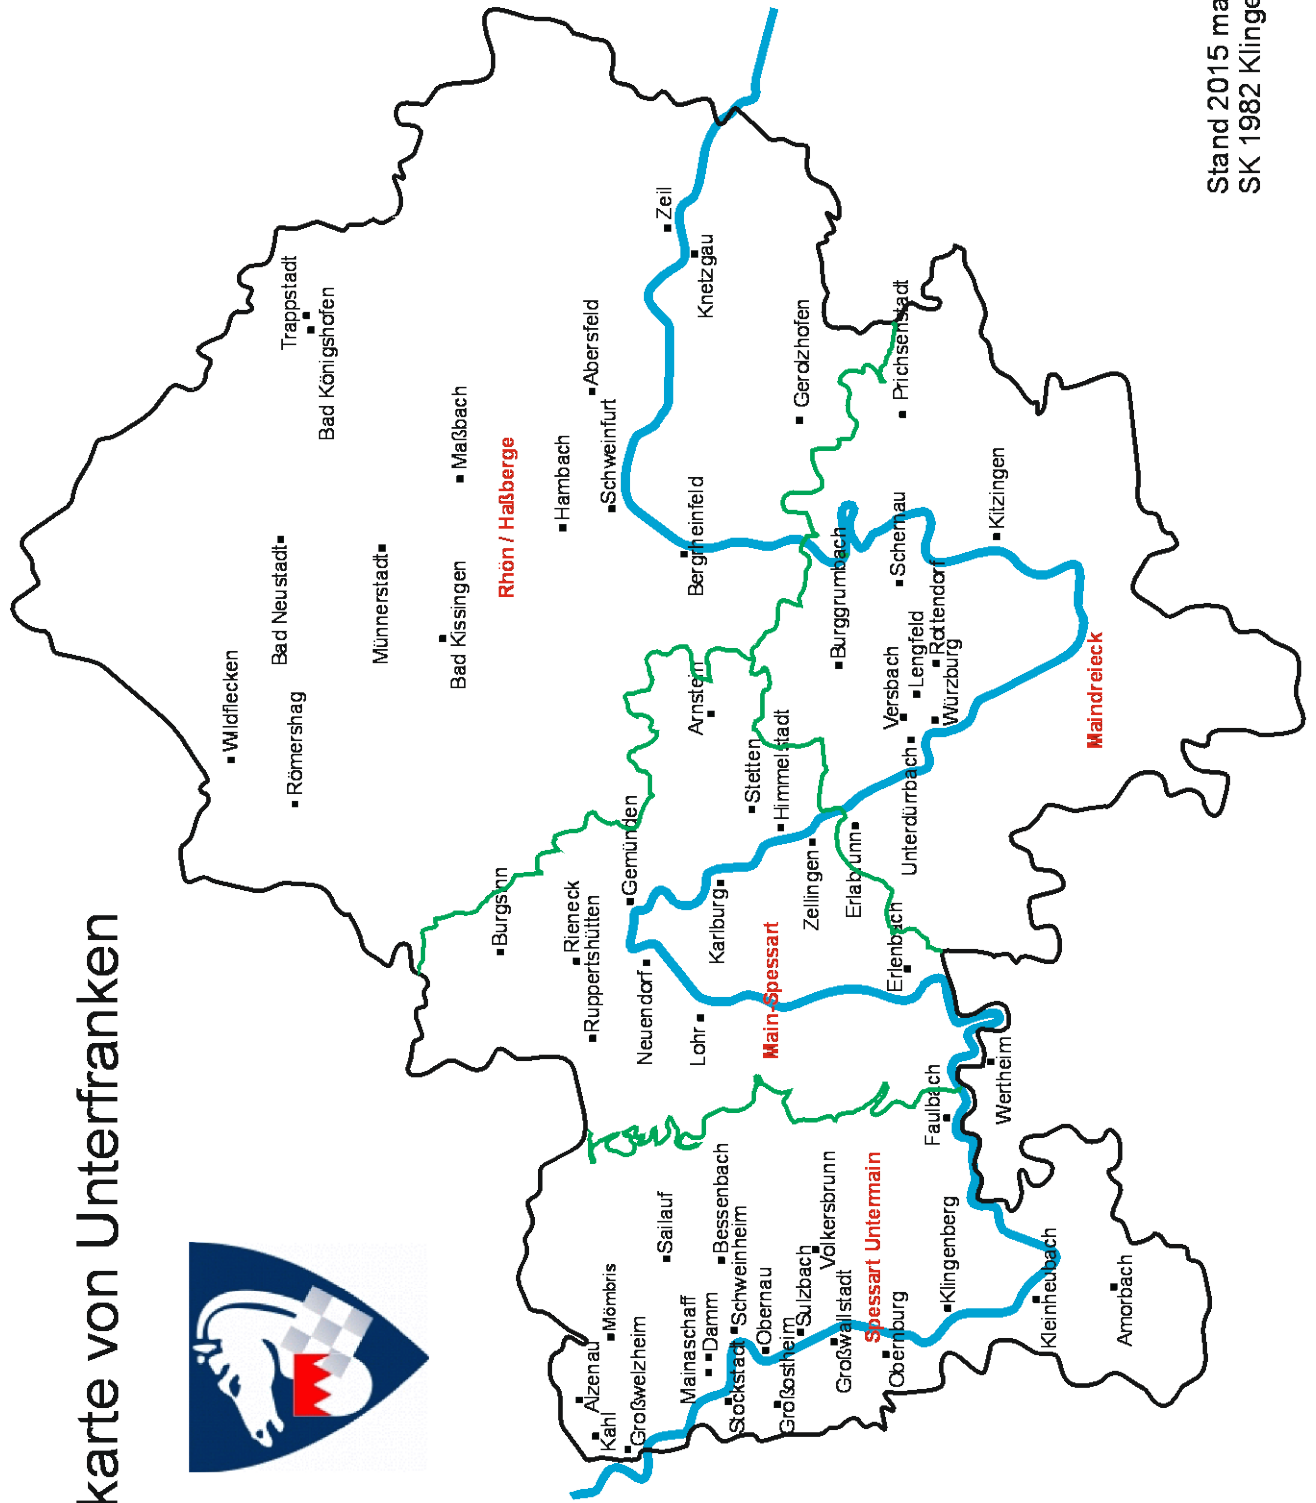 karte von Unterfranken
Wildflecken
Römershag
Bad Neustadt
Trappstadt
Bad Königshofen
Münnerstadt
Bad Kissingen
Maßbach
Rhön / Haßberge
Hambach
Abersfeld
Schweinfurt
Zeil
Knetzgau
Bergrheinfeld
Gerolzhofen
Prichsenstadt
Burgsinn
Rieneck
Ruppertshütten
Gemünden
Neuendorf
Lohr
Karlburg
Arnstein
Stetten
Himmelstadt
Main-Spessart
Zellingen
Erlabrunn
Erlenbach
Burggrumbach
Schernau
Versbach
Lengfeld
Rottendorf
Würzburg
Unterdürrbach
Kitzingen
Maindreieck
Alzenau
Kahl
Mömbris
Großwelzheim
Sailauf
Mainaschaff
Damm
Bessenbach
Schweinheim
Stockstadt
Obernau
Großostheim
Sulzbach
Volkersbrunn
Großwallstadt
Spessart Untermain
Obernburg
Klingenberg
Faulbach
Wertheim
Kleinheubach
Amorbach
Stand 2015 ma
SK 1982 Klinge